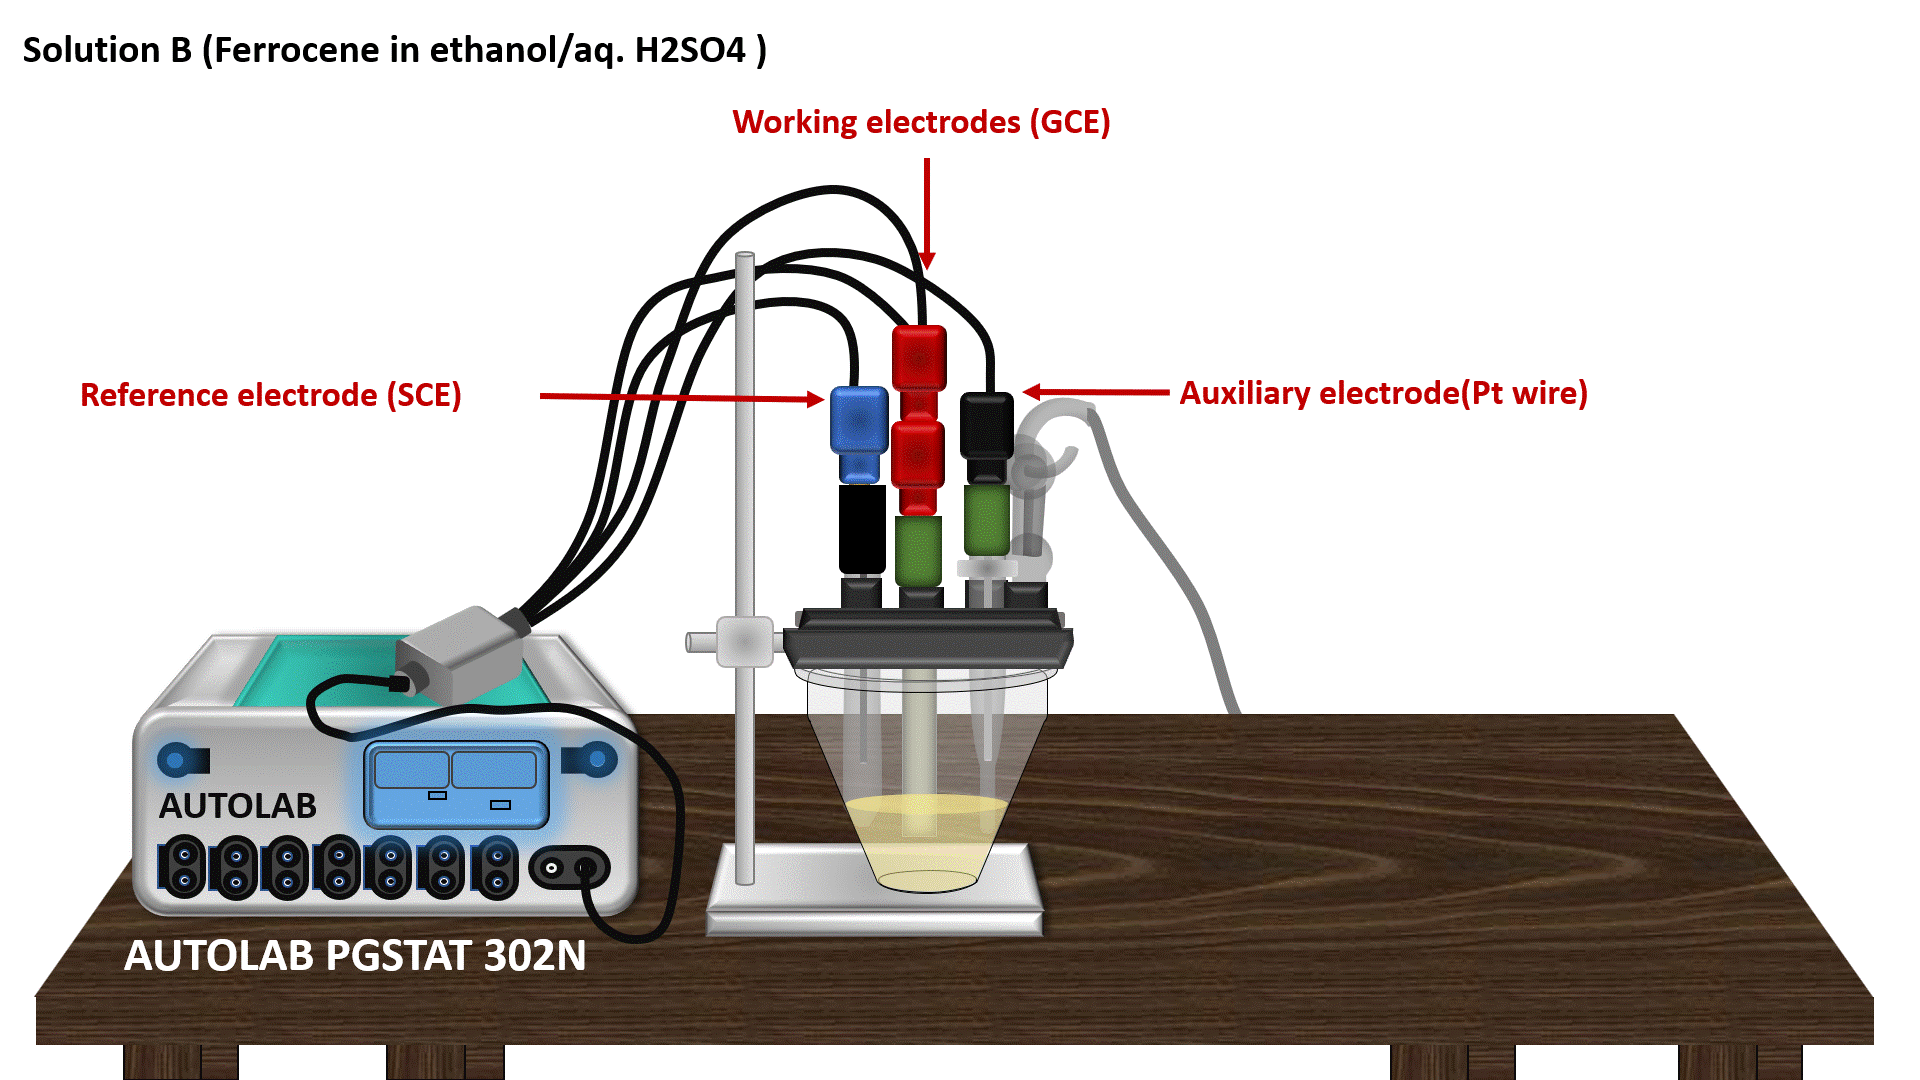 Solution B (Ferrocene in ethanol/aq. H2SO4 )
Working electrodes (GCE)
Reference electrode (SCE)
Auxiliary electrode(Pt wire)
AUTOLAB
AUTOLAB PGSTAT 302N